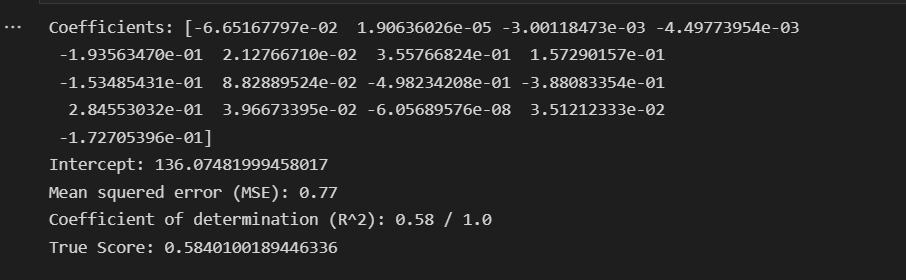 Coefficients: [-6.65167797e-02  1.90636026e-05 -3.00118473e-03 -4.49773954e-03
 -1.93563470e-01  2.12766710e-02  3.55766824e-01  1.57290157e-01
 -1.53485431e-01  8.82889524e-02 -4.98234208e-01 -3.88083354e-01
  2.84553032e-01  3.96673395e-02 -6.05689576e-08  3.51212333e-02
 -1.72705396e-01]
Intercept: 136.07481999458017
Mean squered error (MSE): 0.77
Coefficient of determination (R^2): 0.58 / 1.0
True Score: 0.5840100189446336